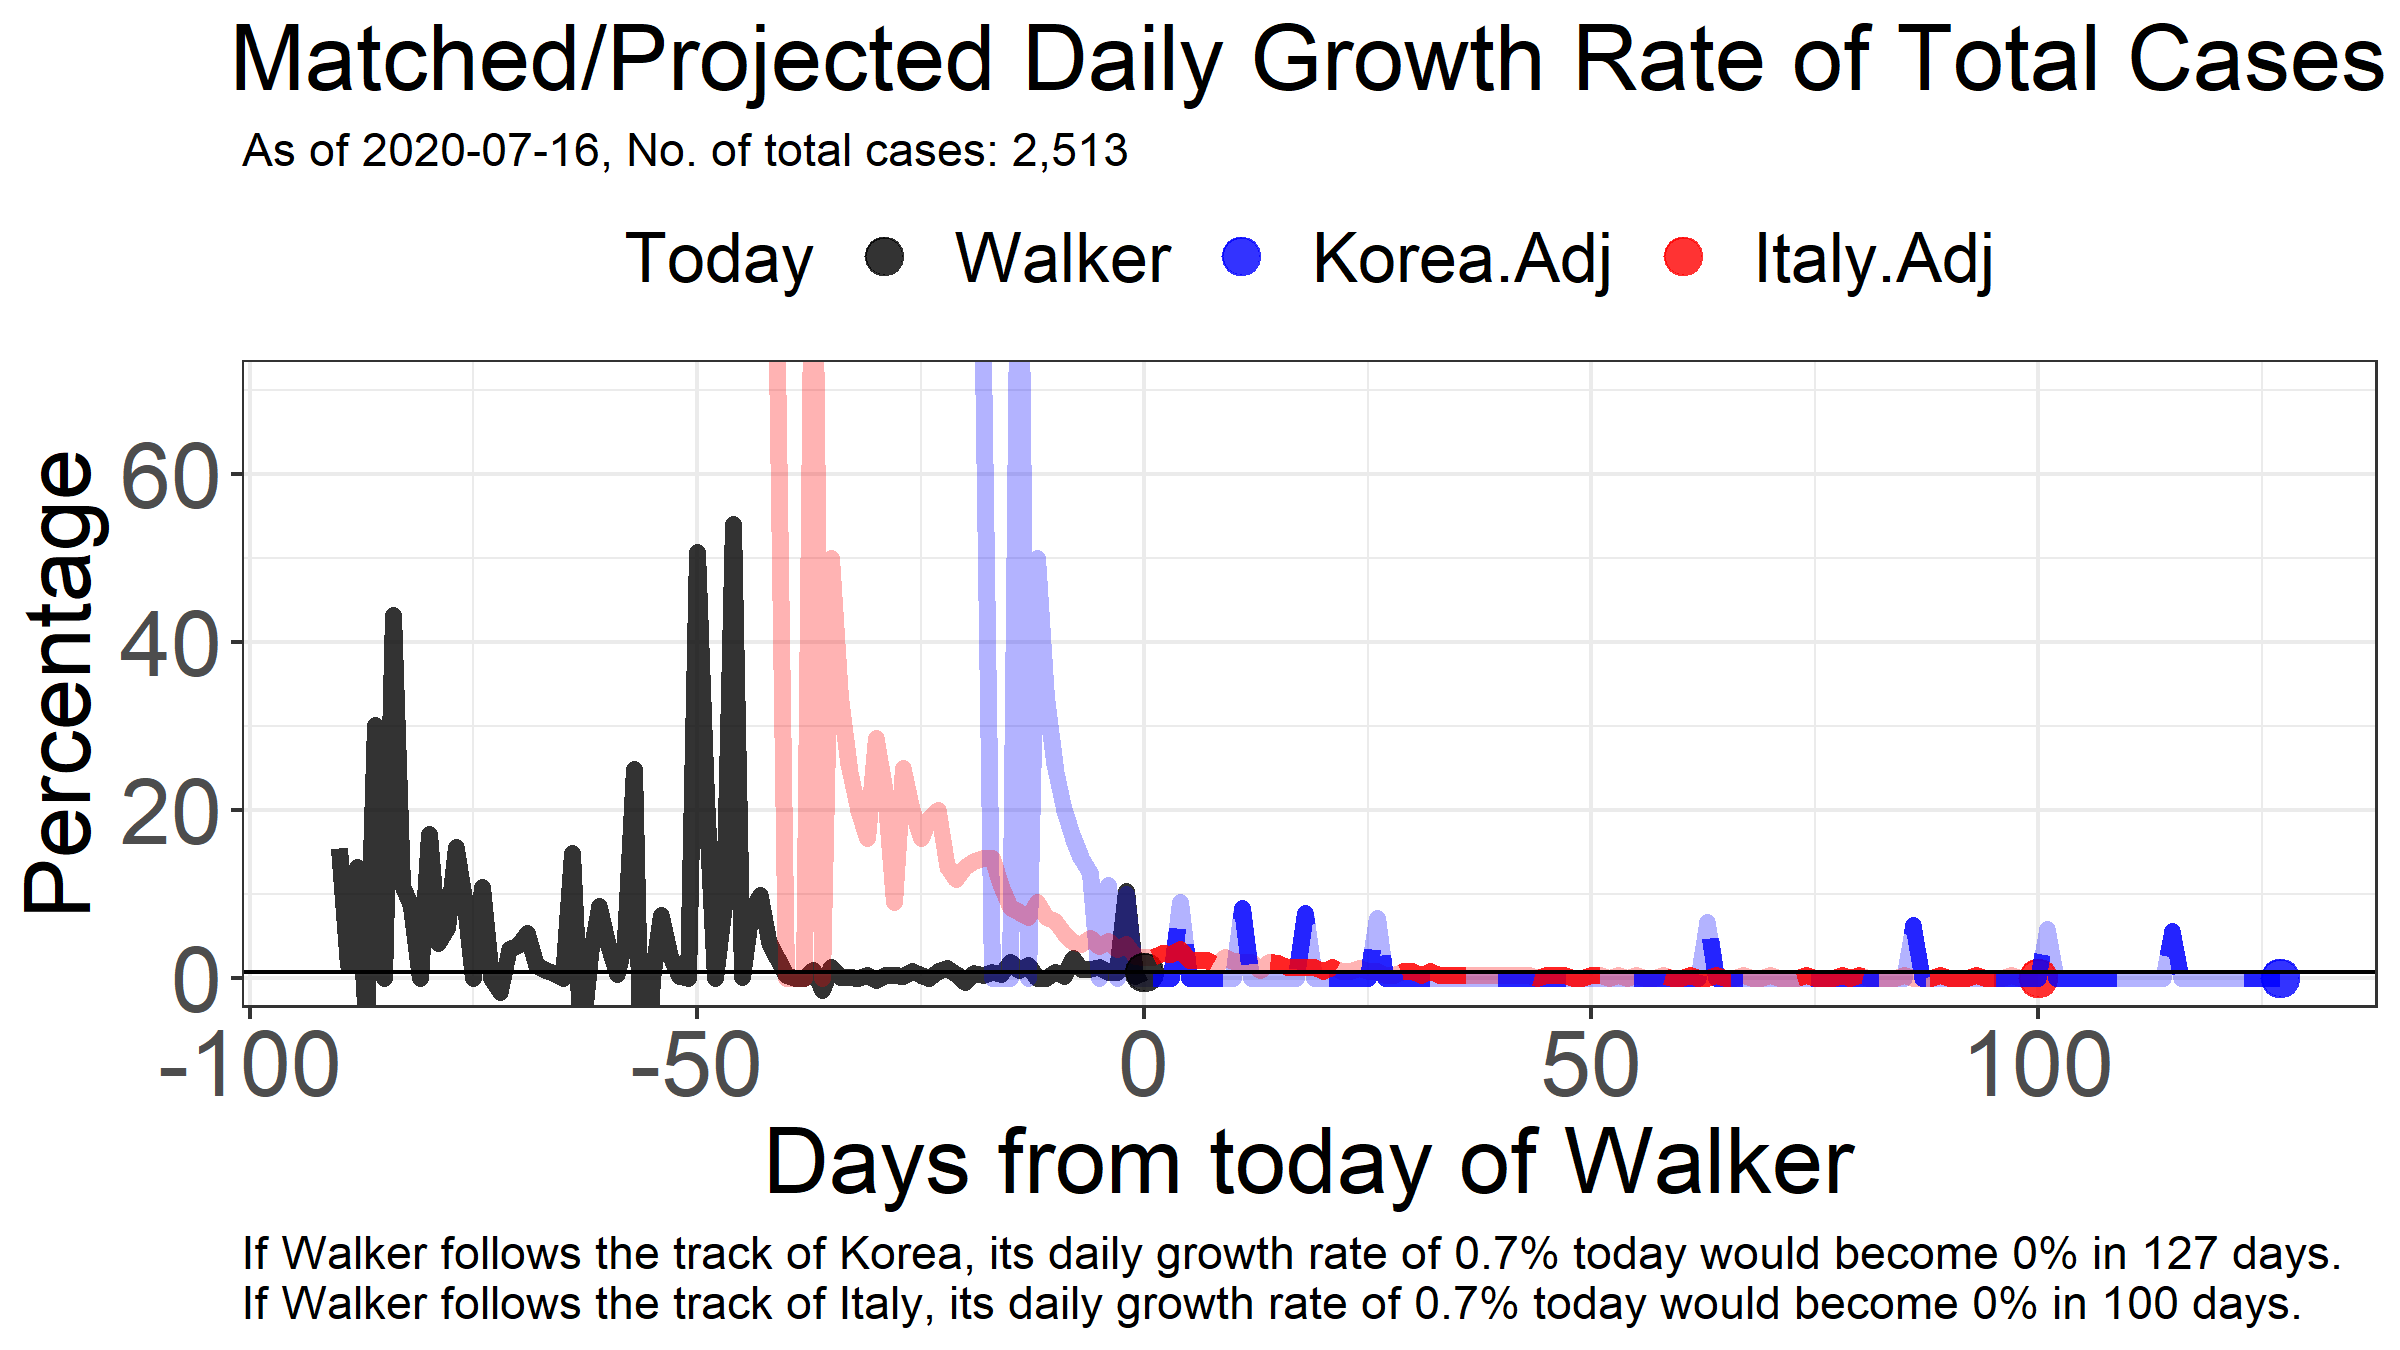 Matched/Projected Daily Growth Rate of Total Cases
As of 2020-07-16, No. of total cases: 2,513
Today Walker Korea.Adj Italy.Adj
Percentage
60
40
20
0
-100 -50 0 50 100
Days from today of Walker
If Walker follows the track of Korea, its daily growth rate of 0.7% today would become 0% in 127 days.
If Walker follows the track of Italy, its daily growth rate of 0.7% today would become 0% in 100 days.